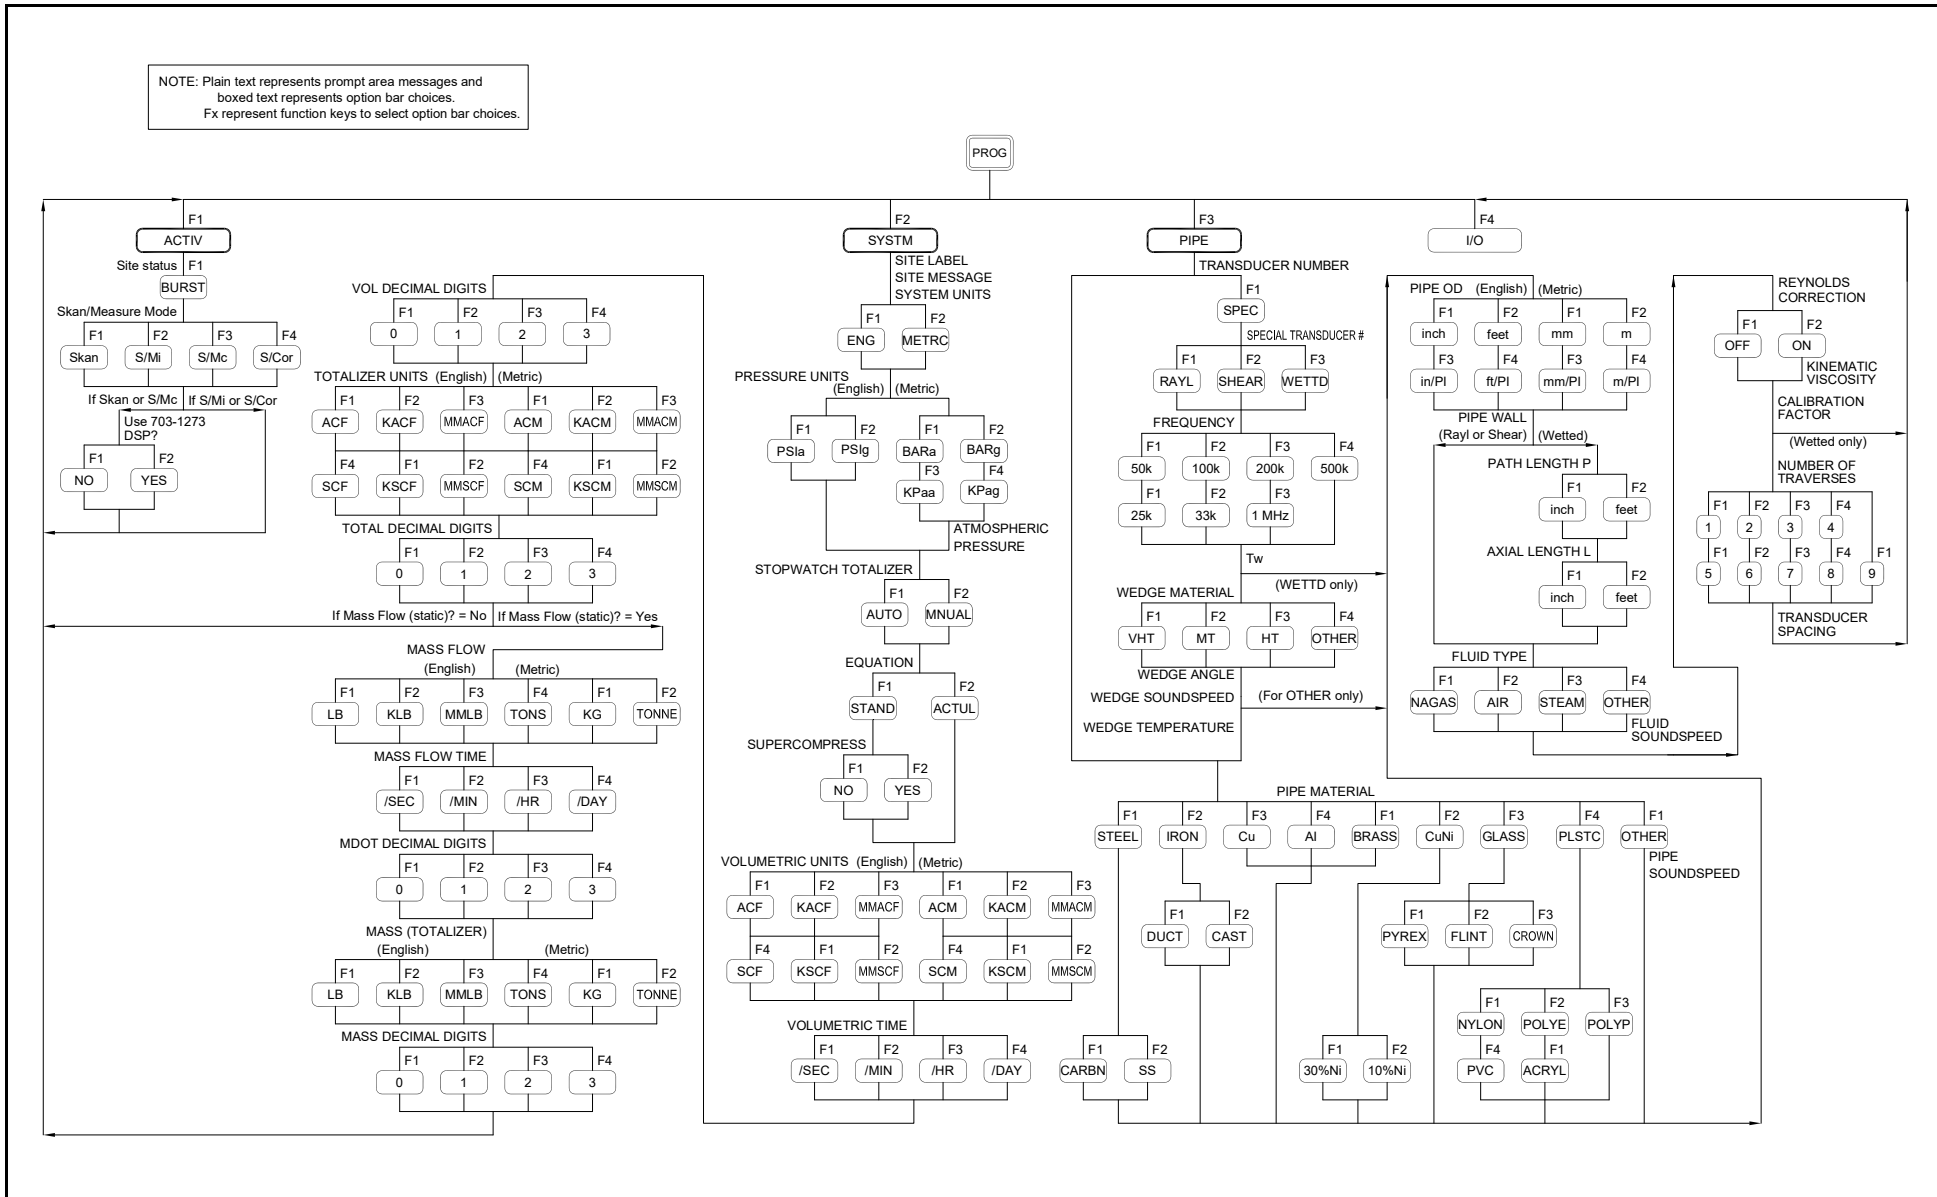 NOTE: Plain text represents prompt area messages and
boxed text represents option bar choices.
Fx represent function keys to select option bar choices.
PROG
F1
ACTIV
Site status
F1
BURST
Skan/Measure Mode
F1 F2 F3 F4
Skan S/Mi S/Mc S/Cor
If Skan or S/Mc If S/Mi or S/Cor
Use 703-1273
DSP?
F1 F2
NO YES
F2
SYSTM
SITE LABEL
SITE MESSAGE
SYSTEM UNITS
F1 F2
ENG METRC
PRESSURE UNITS
(English) (Metric)
F1 F2 F1 F2
PSIa PSIg BARa BARg
F3 F4
KPaa KPag
ATMOSPHERIC
PRESSURE
STOPWATCH TOTALIZER
F1 F2
AUTO MNUAL
EQUATION
F1 F2
STAND ACTUL
SUPERCOMPRESS
F1 F2
NO YES
VOLUMETRIC UNITS (English) (Metric)
F1 F2 F3 F1 F2 F3
ACF KACF MMACF ACM KACM MMACM
F4 F1 F2 F4 F1 F2
SCF KSCF MMSCF SCM KSCM MMSCM
VOLUMETRIC TIME
F1 F2 F3 F4
/SEC /MIN /HR /DAY
VOL DECIMAL DIGITS
F1 F2 F3 F4
0 1 2 3
TOTALIZER UNITS (English) (Metric)
F1 F2 F3 F1 F2 F3
ACF KACF MMACF ACM KACM MMACM
F4 F1 F2 F4 F1 F2
SCF KSCF MMSCF SCM KSCM MMSCM
TOTAL DECIMAL DIGITS
F1 F2 F3 F4
0 1 2 3
If Mass Flow (static)? = No If Mass Flow (static)? = Yes
MASS FLOW
(English) (Metric)
F1 F2 F3 F4 F1 F2
LB KLB MMLB TONS KG TONNE
MASS FLOW TIME
F1 F2 F3 F4
/SEC /MIN /HR /DAY
MDOT DECIMAL DIGITS
F1 F2 F3 F4
0 1 2 3
MASS (TOTALIZER)
(English) (Metric)
F1 F2 F3 F4 F1 F2
LB KLB MMLB TONS KG TONNE
MASS DECIMAL DIGITS
F1 F2 F3 F4
0 1 2 3
F3
PIPE
TRANSDUCER NUMBER
F1
SPEC
SPECIAL TRANSDUCER #
F1 F2 F3
RAYL SHEAR WETTD
FREQUENCY
F1 F2 F3 F4
50k 100k 200k 500k
F1 F2 F3
25k 33k 1 MHz
Tw
(WETTD only)
WEDGE MATERIAL
F1 F2 F3 F4
VHT MT HT OTHER
WEDGE ANGLE
WEDGE SOUNDSPEED (For OTHER only)
WEDGE TEMPERATURE
PIPE MATERIAL
F1 F2 F3 F4 F1 F2 F3 F4 F1
STEEL IRON Cu Al BRASS CuNi GLASS PLSTC OTHER
PIPE
SOUNDSPEED
F1 F2
DUCT CAST
F1 F2 F3
PYREX FLINT CROWN
F1 F2 F3
NYLON POLYE POLYP
F1 F2
CARBN SS
F1 F2
30%Ni 10%Ni
F4 F1
PVC ACRYL
F4
I/O
PIPE OD (English) (Metric)
F1 F2 F1 F2
inch feet mm m
F3 F4 F3 F4
in/PI ft/PI mm/PI m/PI
PIPE WALL
(Rayl or Shear) (Wetted)
PATH LENGTH P
F1 F2
inch feet
AXIAL LENGTH L
F1 F2
inch feet
FLUID TYPE
F1 F2 F3 F4
NAGAS AIR STEAM OTHER
FLUID
SOUNDSPEED
REYNOLDS
CORRECTION
F1 F2
OFF ON
KINEMATIC
VISCOSITY
CALIBRATION
FACTOR
(Wetted only)
NUMBER OF
TRAVERSES
F1 F2 F3 F4
1 2 3 4
F1 F2 F3 F4 F1
5 6 7 8 9
TRANSDUCER
SPACING